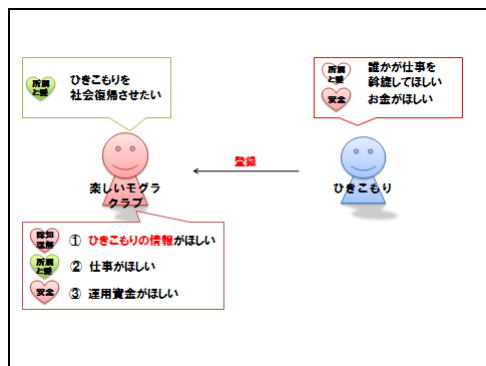 所属と愛
ひきこもりを
社会復帰させたい
所属と愛
誰かが仕事を
斡旋してほしい
安全
お金がほしい
登録
楽しいモグラ
クラブ
ひきこもり
認知理解
① ひきこもりの情報がほしい
所属と愛
② 仕事がほしい
安全
③ 運用資金がほしい